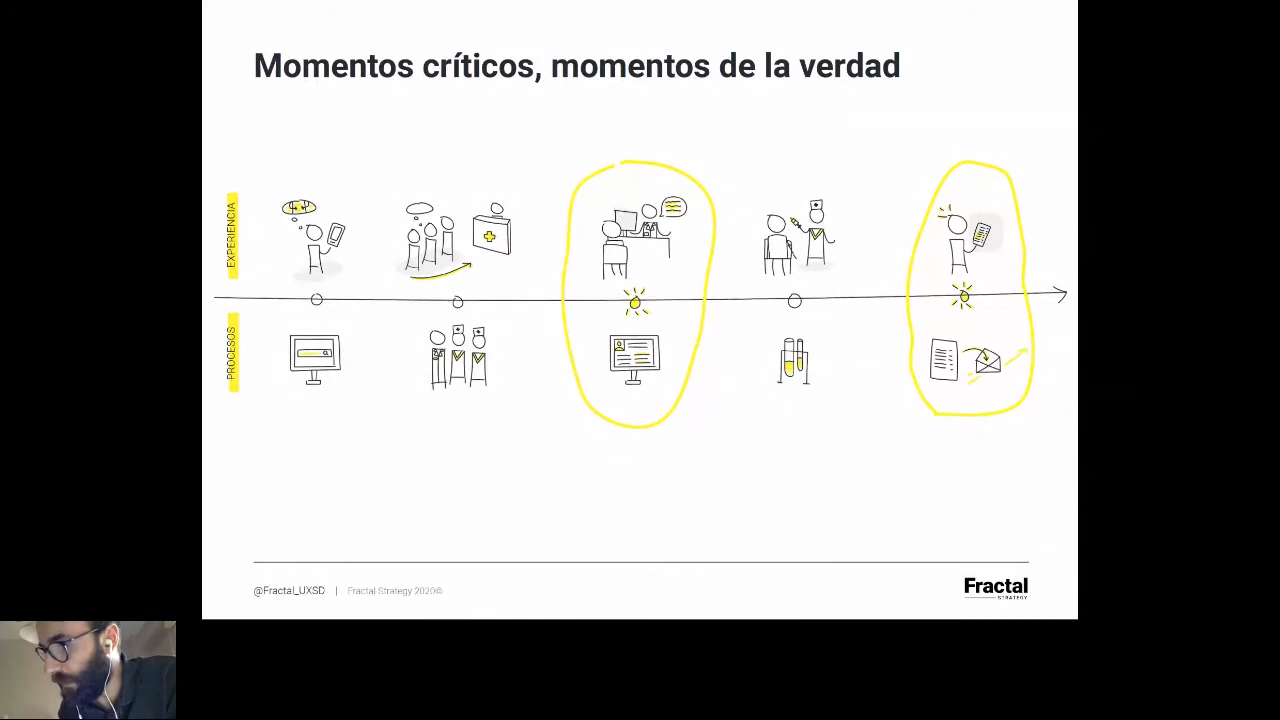 Momentos críticos, momentos de la verdad
EXPERIENCIA
PROCESOS
@Fractal_UXSD | Fractal Strategy 2020©
Fractal
STRATEGY